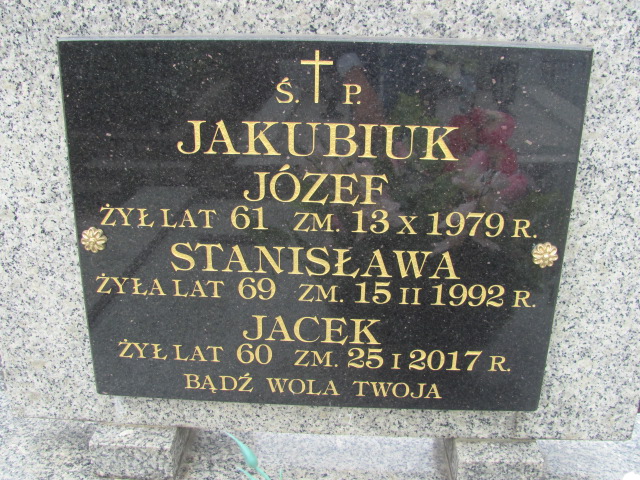 Ś. P.
JAKUBIUK
JÓZEF
ŻYŁ LAT 61 ZM. 13 X 1979 R.
STANISŁAWA
ŻYŁA LAT 69 ZM. 15 II 1992 R.
JACEK
ŻYŁ LAT 60 ZM. 25 I 2017 R.
BĄDŹ WOLA TWOJA